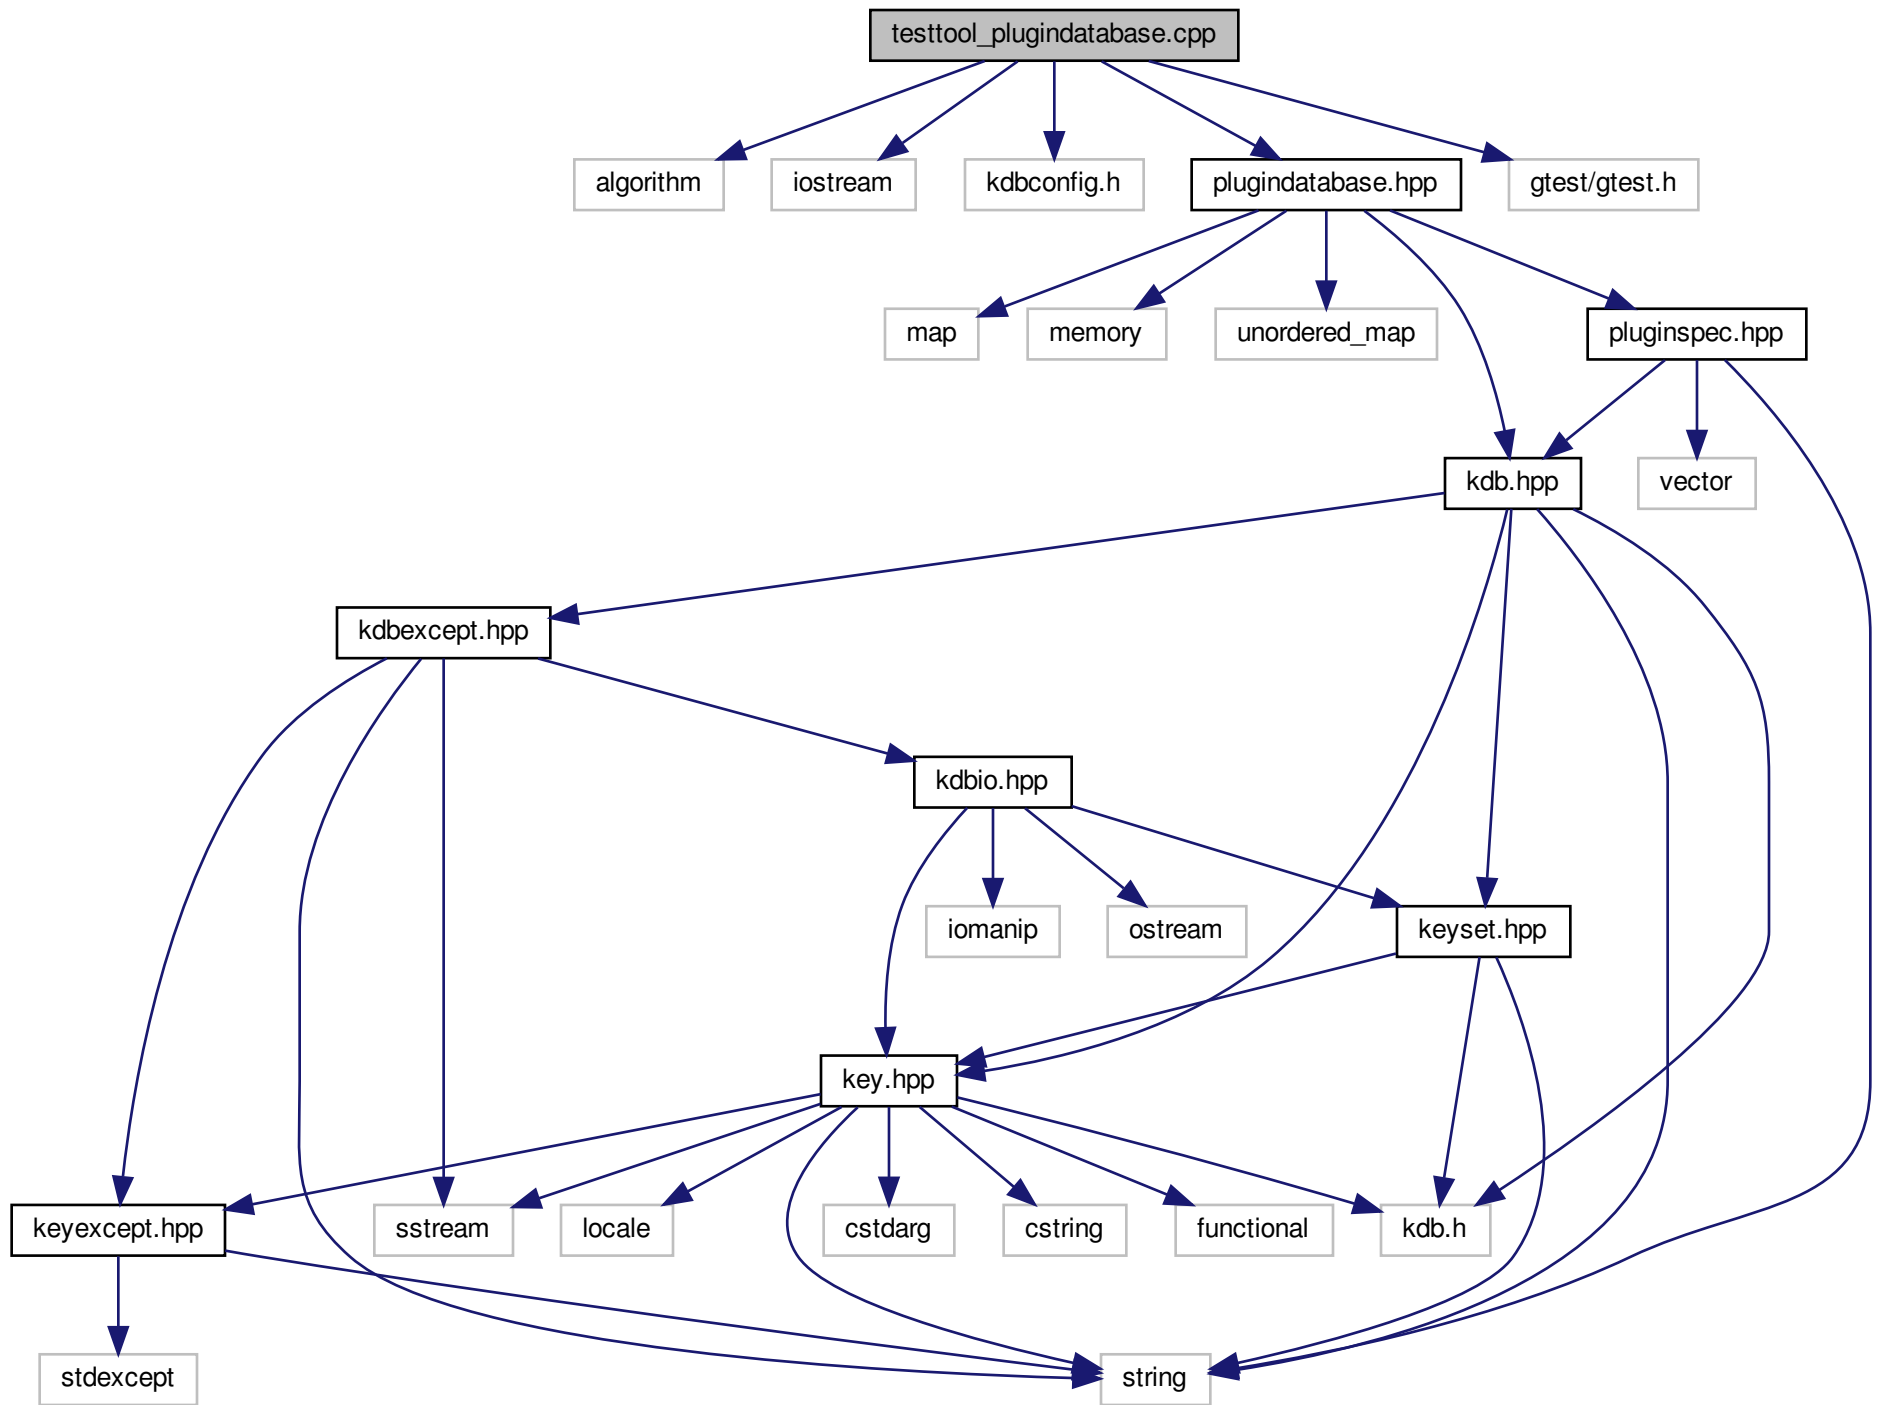 testtool_plugindatabase.cpp
algorithm
iostream
kdbconfig.h
plugindatabase.hpp
gtest/gtest.h
map
memory
unordered_map
pluginspec.hpp
kdb.hpp
vector
kdbexcept.hpp
kdbio.hpp
iomanip
ostream
keyset.hpp
key.hpp
keyexcept.hpp
sstream
locale
cstdarg
cstring
functional
kdb.h
stdexcept
string